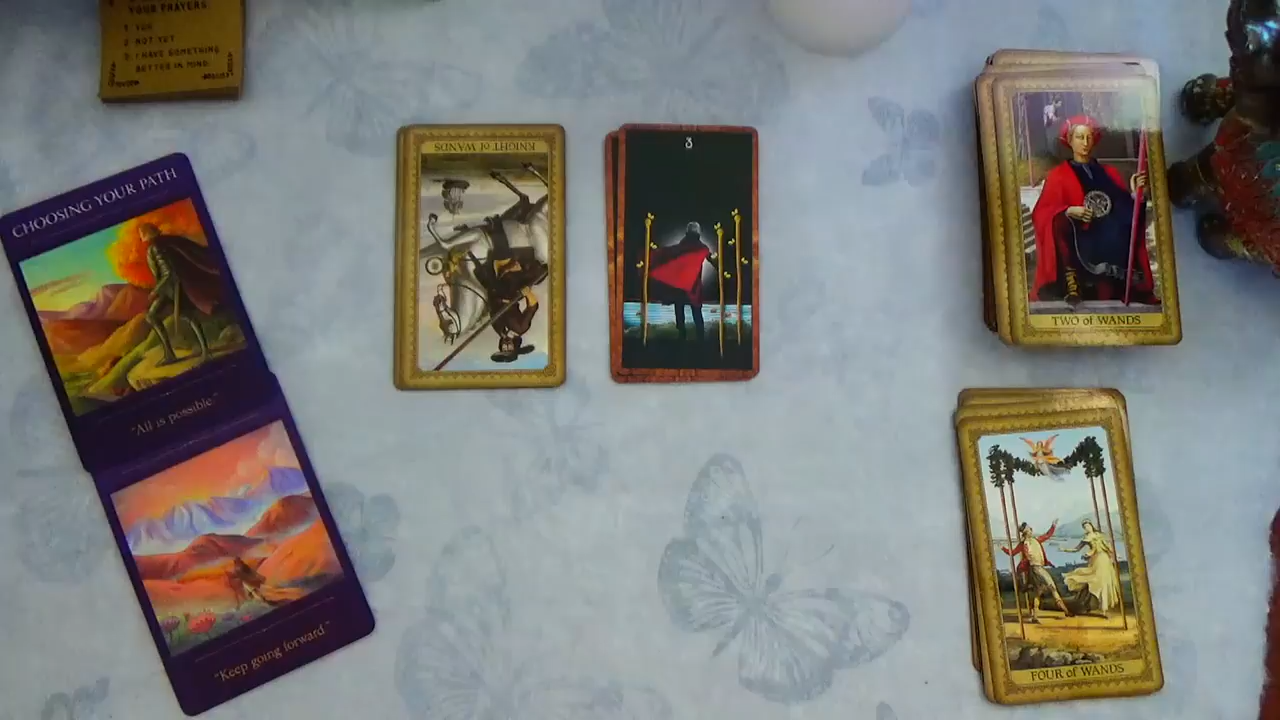 YOUR PRAYERS:
1 YES
2 NOT YET
3 I HAVE SOMETHING
BETTER IN MIND.
CHOOSING YOUR PATH
"All is possible."
"Keep going forward."
KNIGHT of WANDS
3
TWO of WANDS
FOUR of WANDS